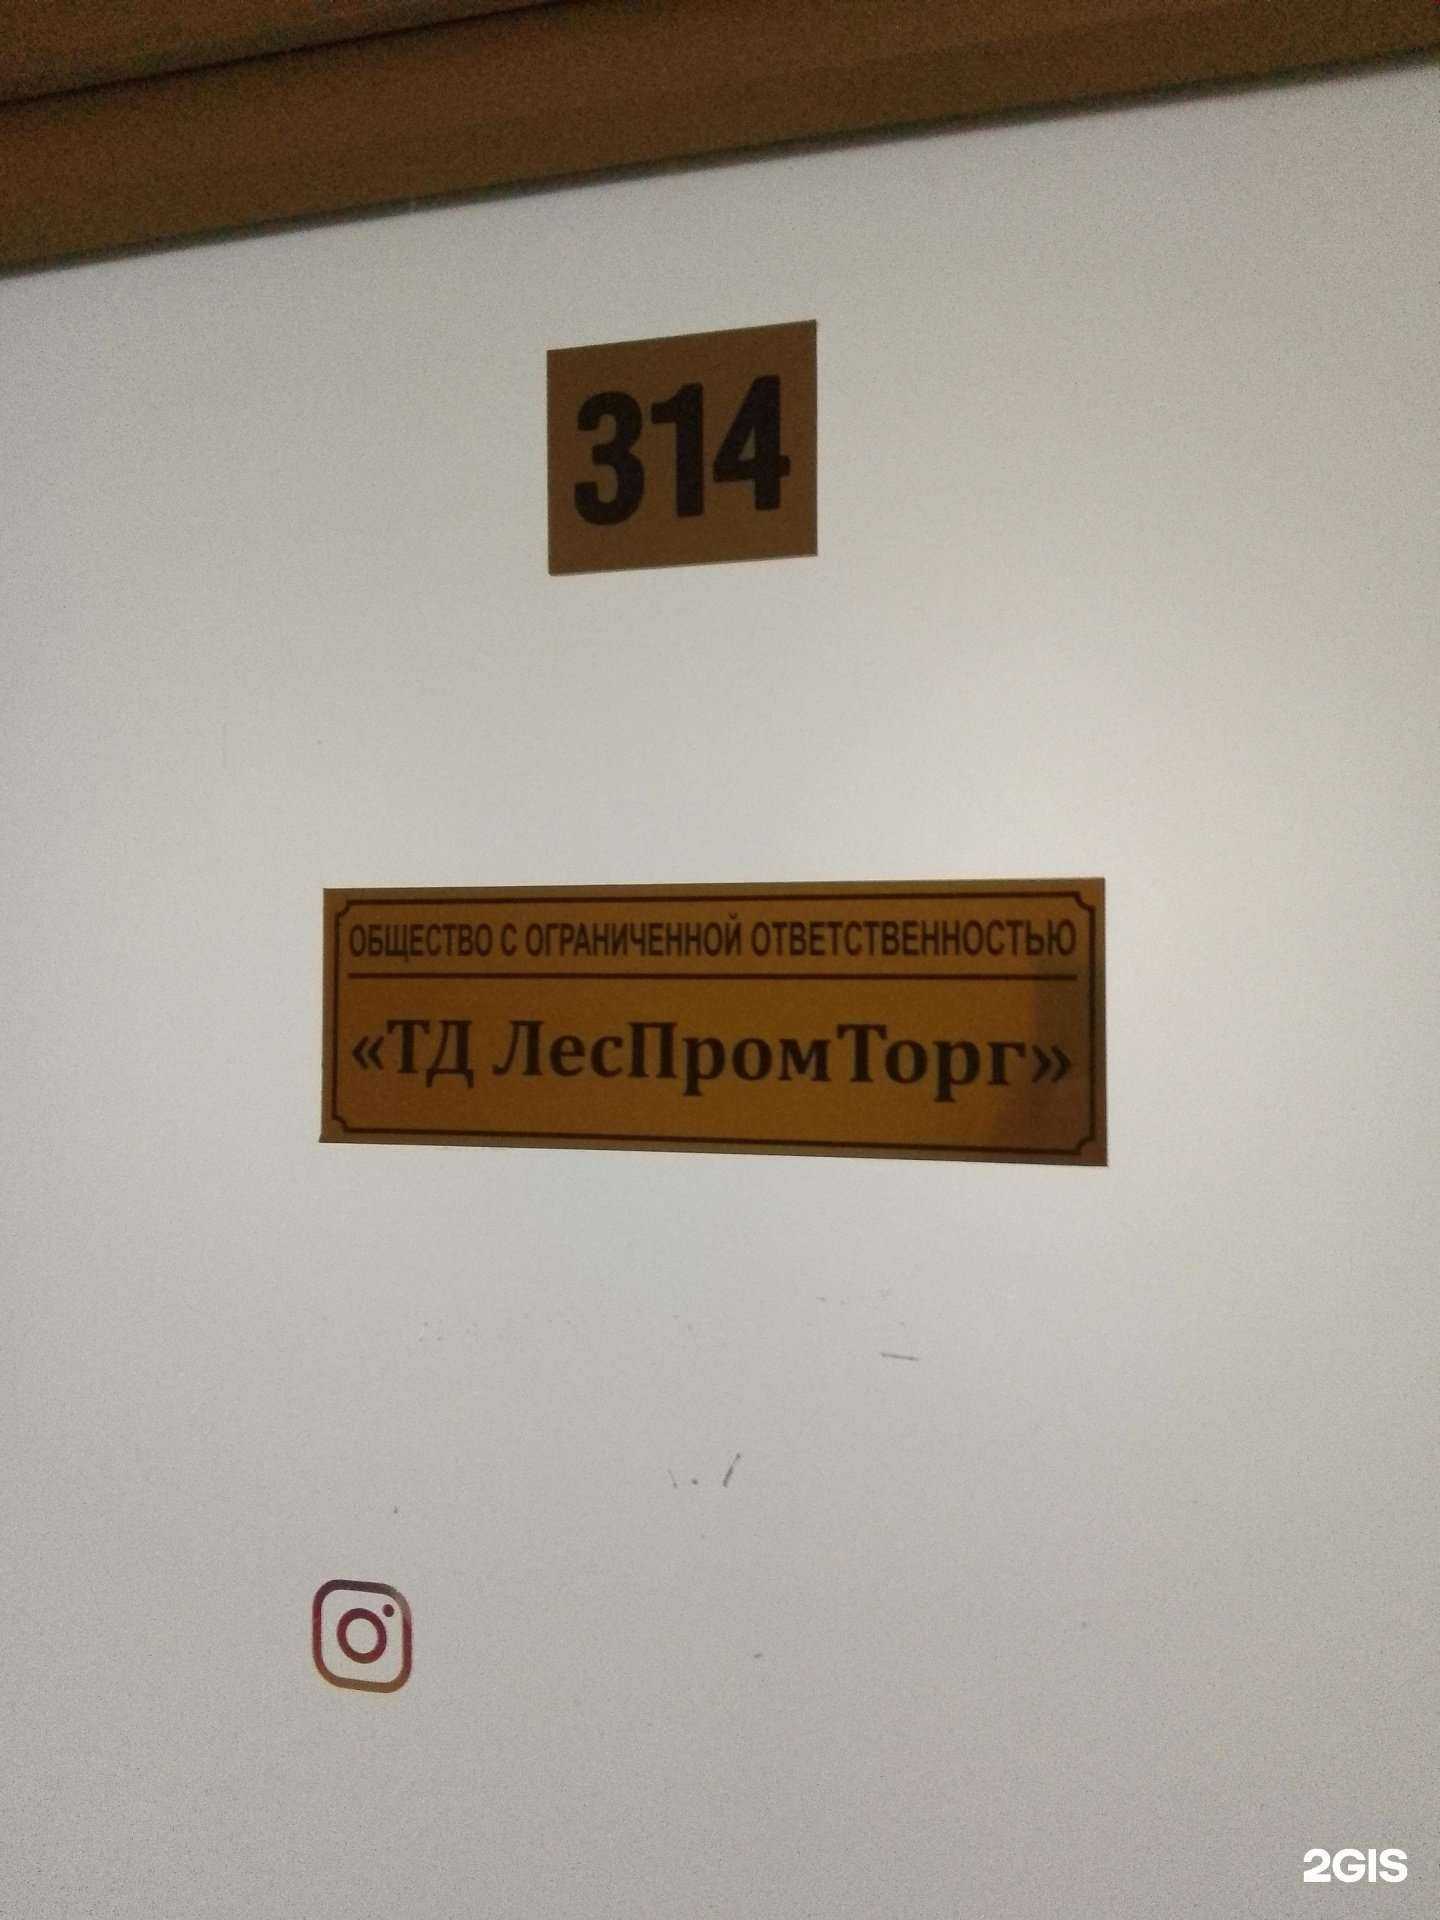 314
ОБЩЕСТВО С ОГРАНИЧЕННОЙ ОТВЕТСТВЕННОСТЬЮ
«ТД ЛесПромТорг»
2GIS